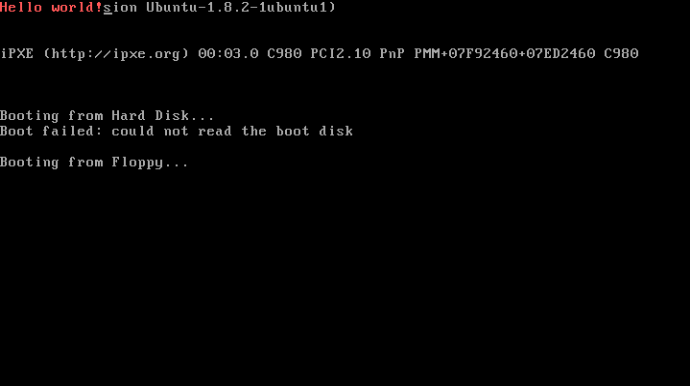 Hello world!sion Ubuntu-1.8.2-1ubuntu1)
iPXE (http://ipxe.org) 00:03.0 C980 PCI2.10 PnP PMM+07F92460+07ED2460 C980
Booting from Hard Disk...
Boot failed: could not read the boot disk
Booting from Floppy...